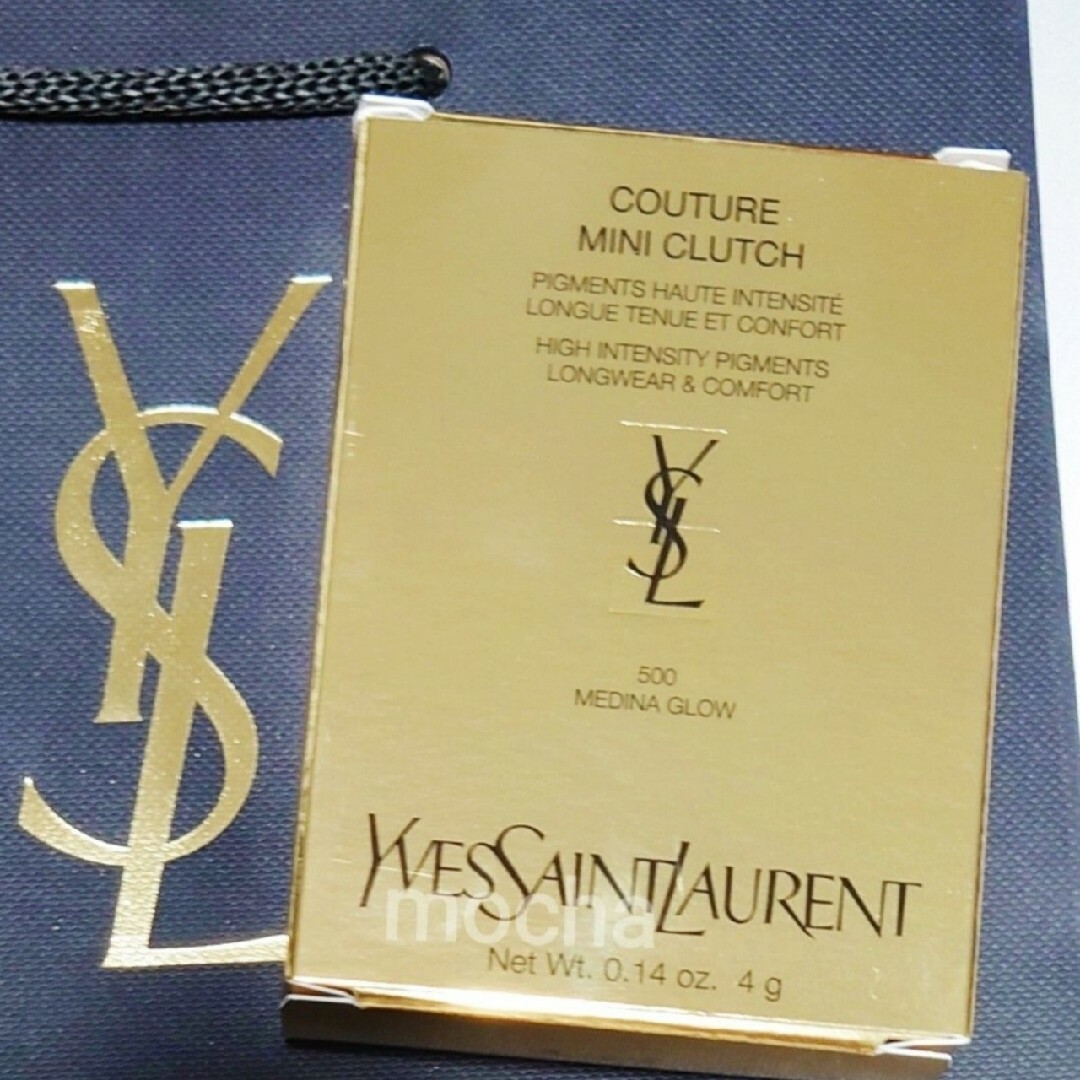 YSL
COUTURE
MINI CLUTCH
PIGMENTS HAUTE INTENSITÉ
LONGUE TENUE ET CONFORT
HIGH INTENSITY PIGMENTS
LONGWEAR & COMFORT
YSL
500
MEDINA GLOW
YVESSAINTLAURENT
mocha
Net Wt. 0.14 oz. 4 g